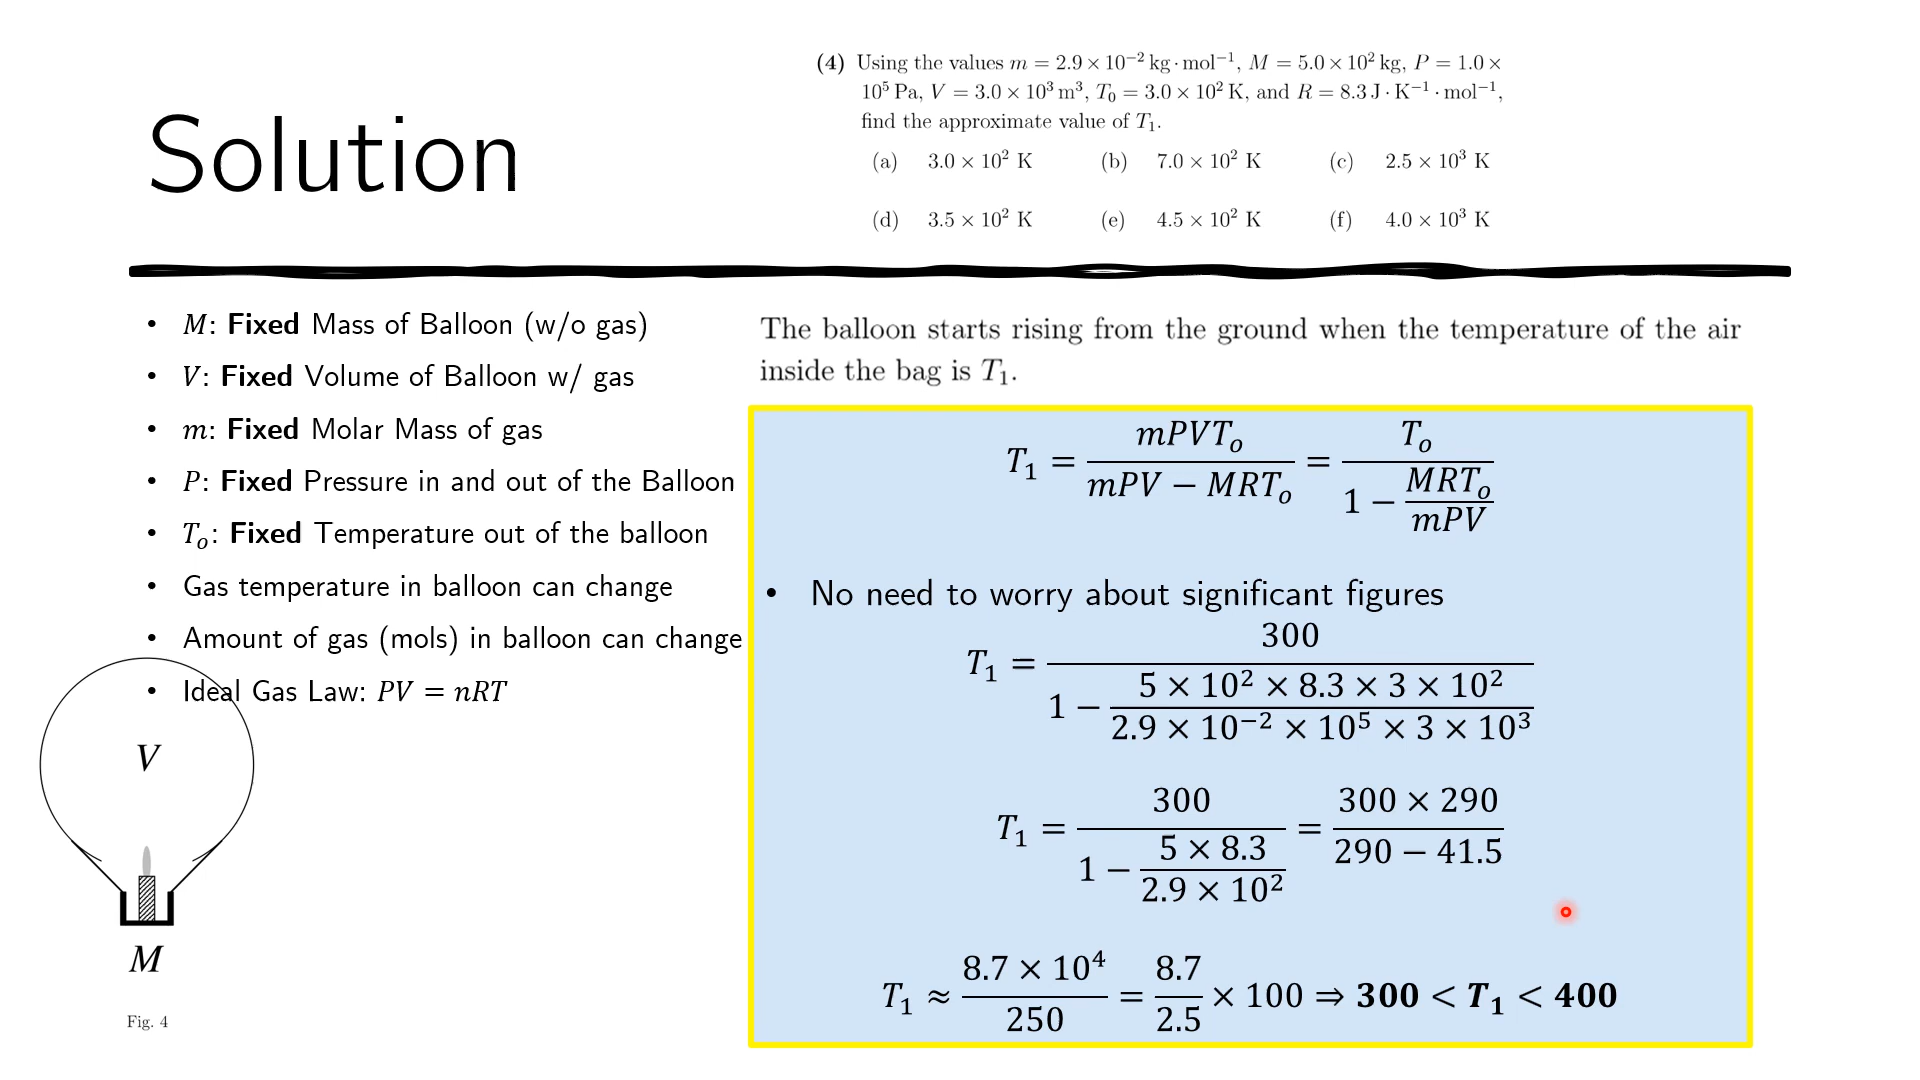 Solution
(4) Using the values m = 2.9 × 10⁻² kg · mol⁻¹, M = 5.0 × 10² kg, P = 1.0 ×
10⁵ Pa, V = 3.0 × 10³ m³, T₀ = 3.0 × 10² K, and R = 8.3 J · K⁻¹ · mol⁻¹,
find the approximate value of T₁.
(a) 3.0 × 10² K (b) 7.0 × 10² K (c) 2.5 × 10³ K
(d) 3.5 × 10² K (e) 4.5 × 10² K (f) 4.0 × 10³ K
• M: Fixed Mass of Balloon (w/o gas)
• V: Fixed Volume of Balloon w/ gas
• m: Fixed Molar Mass of gas
• P: Fixed Pressure in and out of the Balloon
• Tₒ: Fixed Temperature out of the balloon
• Gas temperature in balloon can change
• Amount of gas (mols) in balloon can change
• Ideal Gas Law: PV = nRT
V
M
Fig. 4
The balloon starts rising from the ground when the temperature of the air
inside the bag is T₁.
T₁ = mPVTₒ / (mPV − MRTₒ) = Tₒ / (1 − MRTₒ / mPV)
• No need to worry about significant figures
T₁ = 300 / (1 − (5 × 10² × 8.3 × 3 × 10²) / (2.9 × 10⁻² × 10⁵ × 3 × 10³))
T₁ = 300 / (1 − (5 × 8.3) / (2.9 × 10²)) = (300 × 290) / (290 − 41.5)
T₁ ≈ (8.7 × 10⁴) / 250 = 8.7 / 2.5 × 100 ⇒ 300 < T₁ < 400